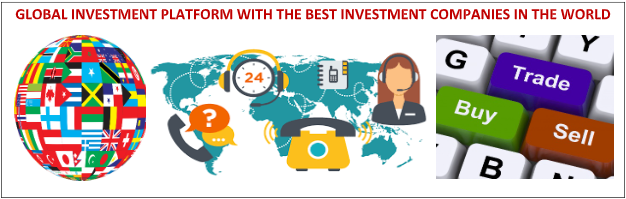 GLOBAL INVESTMENT PLATFORM WITH THE BEST INVESTMENT COMPANIES IN THE WORLD
24
?
G
Y
Trade
Buy
Sell
B
N